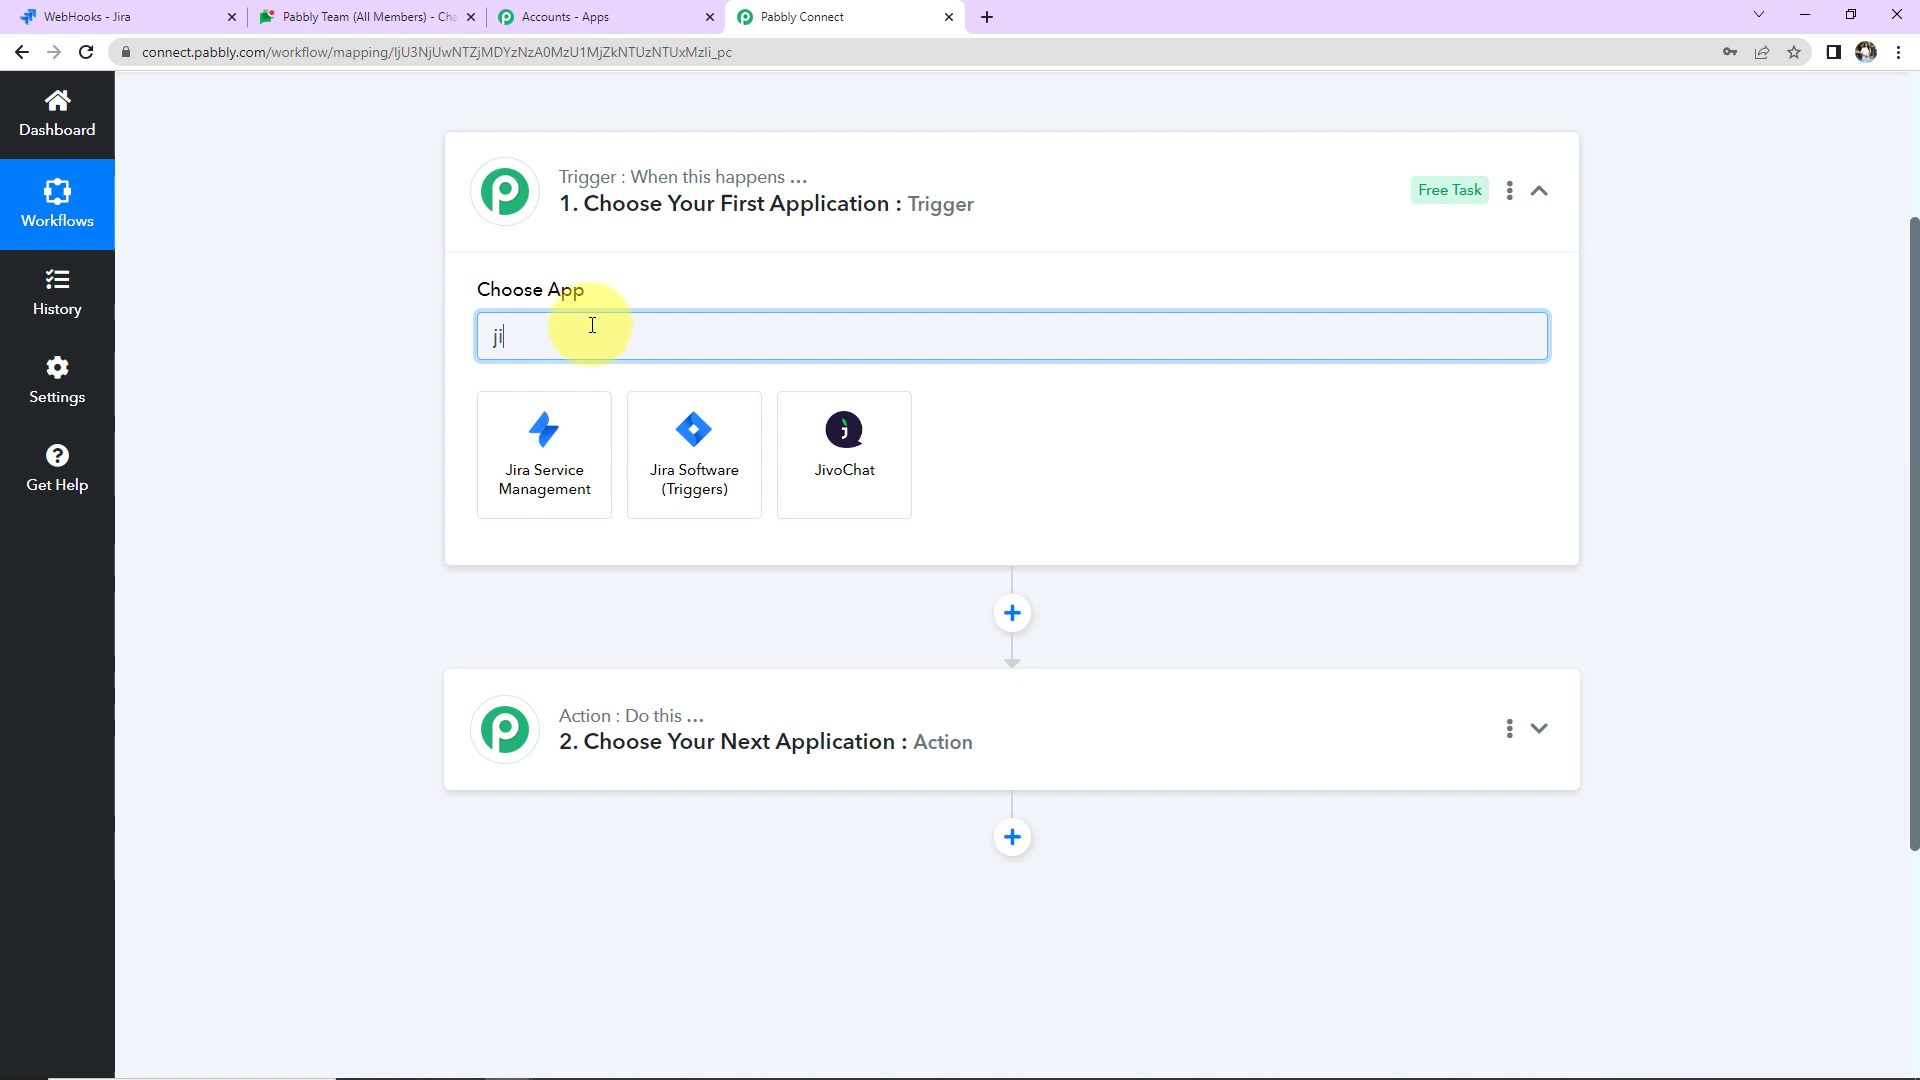 WebHooks - Jira
Pabbly Team (All Members) - Cha
Accounts - Apps
Pabbly Connect
connect.pabbly.com/workflow/mapping/IjU3NjUwNTZjMDYzNzA0MzU1MjZkNTUzNTUxMzIi_pc
Dashboard
Workflows
History
Settings
Get Help
Trigger : When this happens ...
1. Choose Your First Application : Trigger
Free Task
Choose App
ji
Jira Service
Management
Jira Software
(Triggers)
JivoChat
Action : Do this ...
2. Choose Your Next Application : Action